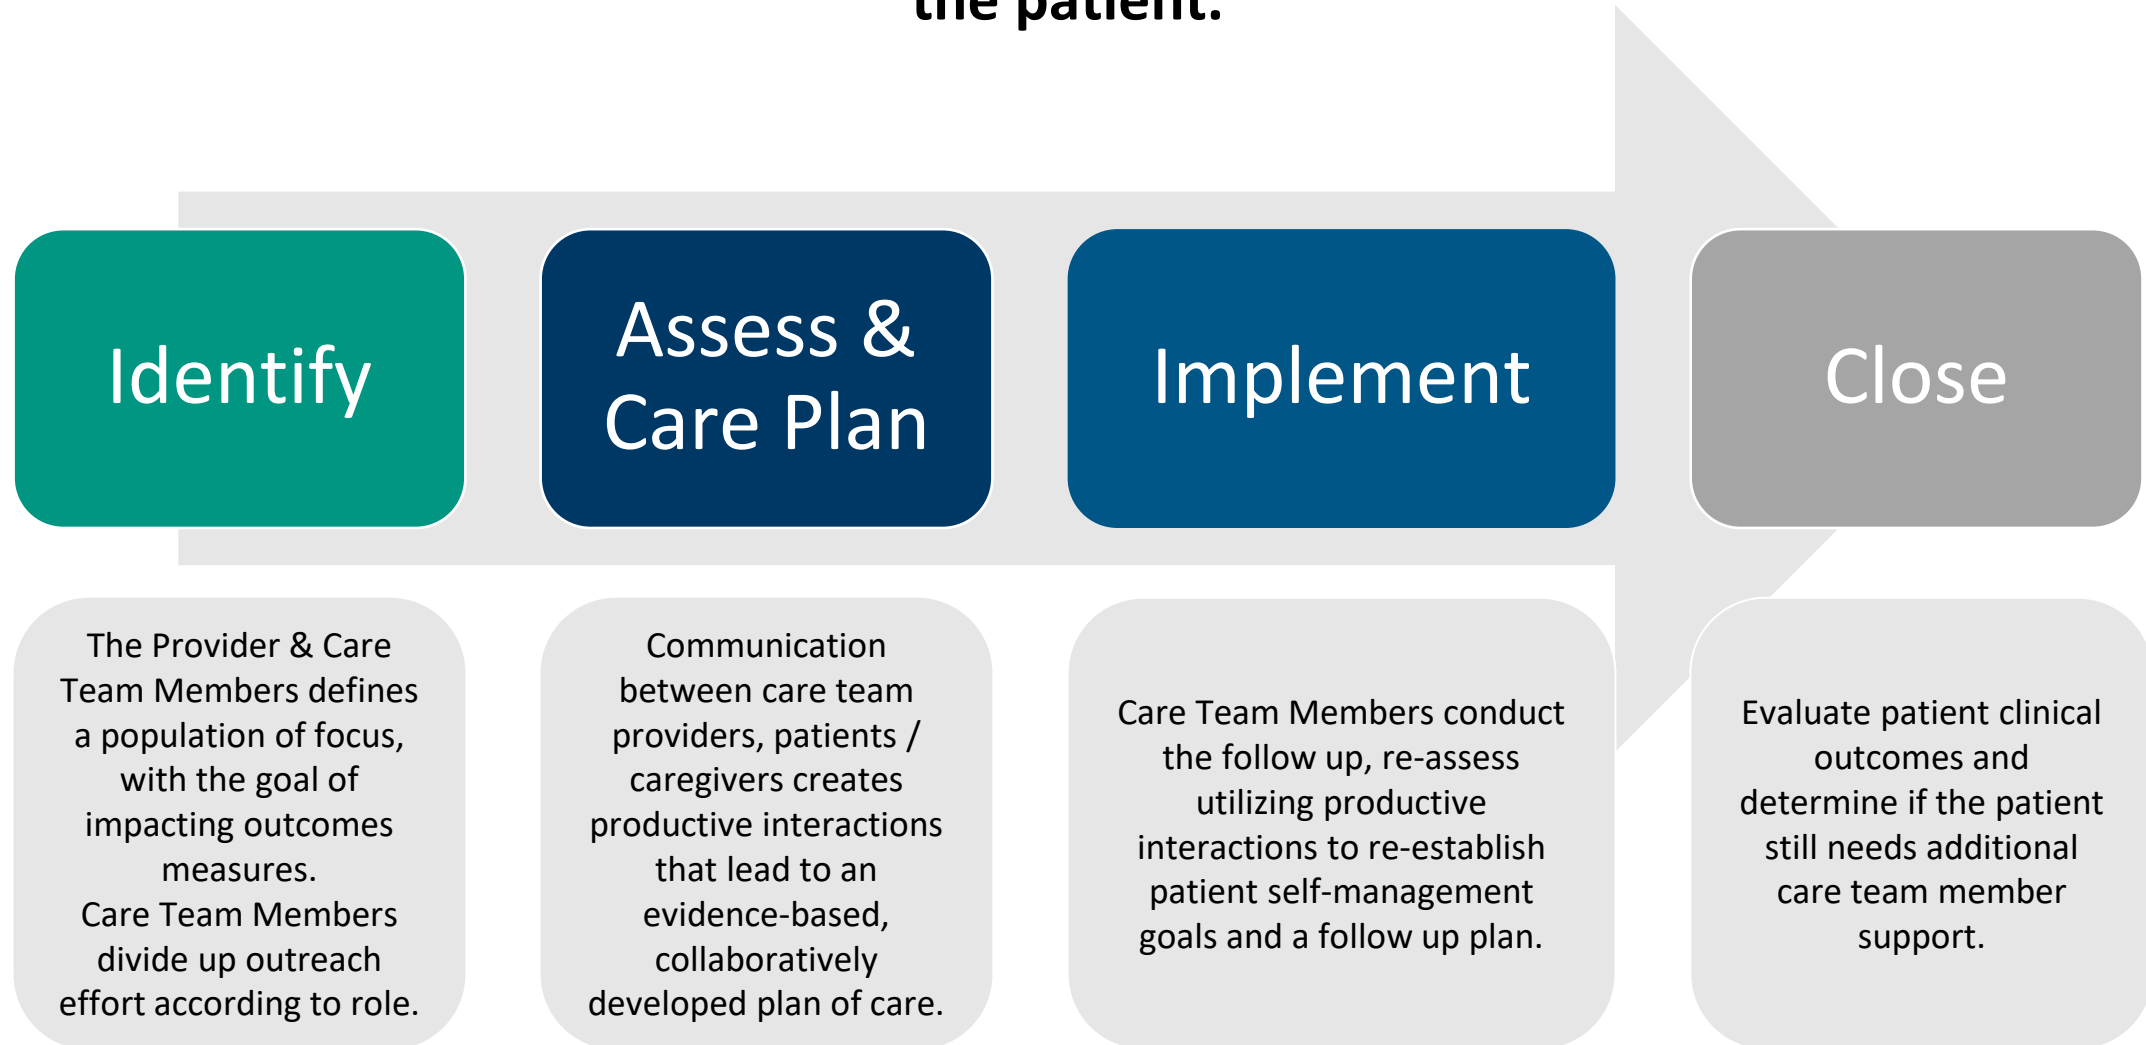 the patient.
Identify
Assess &
Care Plan
Implement
Close
The Provider & Care
Team Members defines
a population of focus,
with the goal of
impacting outcomes
measures.
Care Team Members
divide up outreach
effort according to role.
Communication
between care team
providers, patients /
caregivers creates
productive interactions
that lead to an
evidence-based,
collaboratively
developed plan of care.
Care Team Members conduct
the follow up, re-assess
utilizing productive
interactions to re-establish
patient self-management
goals and a follow up plan.
Evaluate patient clinical
outcomes and
determine if the patient
still needs additional
care team member
support.